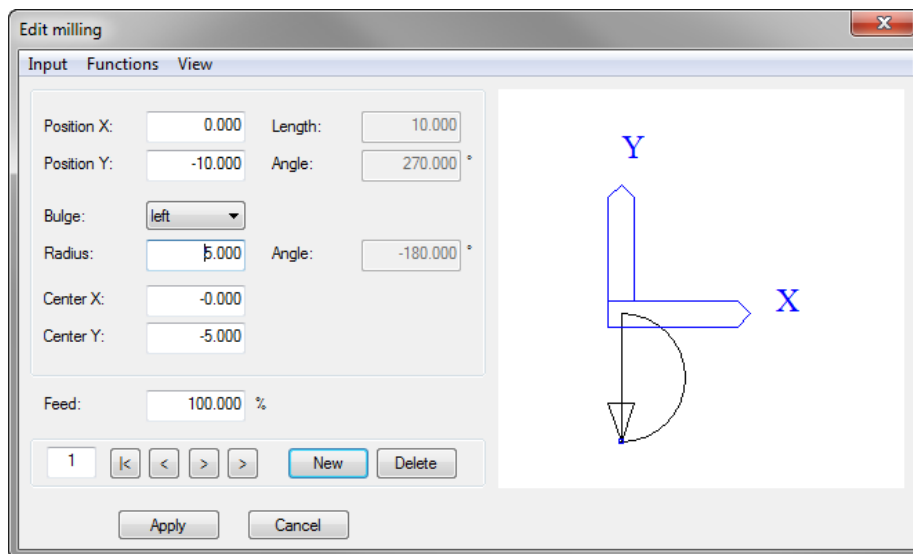 Edit milling
Input Functions View
Position X: 0.000 Length: 10.000
Position Y: -10.000 Angle: 270.000 °
Bulge: left
Radius: 5.000 Angle: -180.000 °
Center X: -0.000
Center Y: -5.000
Feed: 100.000 %
1 |< < > > New Delete
Apply Cancel
Y
X